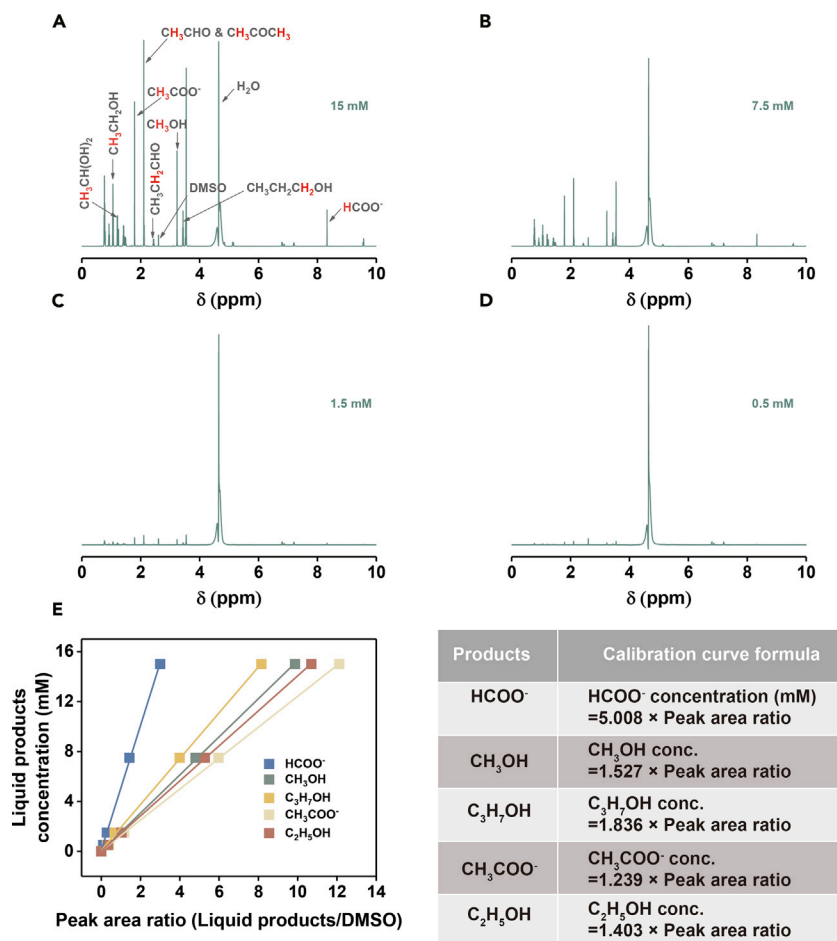 A
CH₃CHO & CH₃COCH₃
CH₃COO⁻
H₂O
15 mM
CH₃CH₂OH
CH₃OH
CH₃CH(OH)₂
CH₃CH₂CHO
DMSO
CH₃CH₂CH₂OH
HCOO⁻
0 2 4 6 8 10
δ (ppm)
B
7.5 mM
0 2 4 6 8 10
δ (ppm)
C
1.5 mM
0 2 4 6 8 10
δ (ppm)
D
0.5 mM
0 2 4 6 8 10
δ (ppm)
E
Liquid products
concentration (mM)
16
12
8
4
0
HCOO⁻
CH₃OH
C₃H₇OH
CH₃COO⁻
C₂H₅OH
0 2 4 6 8 10 12 14
Peak area ratio (Liquid products/DMSO)
Products Calibration curve formula
HCOO⁻ HCOO⁻ concentration (mM)
=5.008 × Peak area ratio
CH₃OH CH₃OH conc.
=1.527 × Peak area ratio
C₃H₇OH C₃H₇OH conc.
=1.836 × Peak area ratio
CH₃COO⁻ CH₃COO⁻ conc.
=1.239 × Peak area ratio
C₂H₅OH C₂H₅OH conc.
=1.403 × Peak area ratio